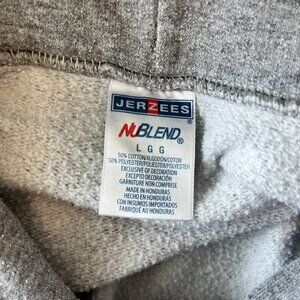 JERZEES®
NUBLEND®
L G G
50% COTTON/ALGODÓN/COTON
50% POLYESTER/POLIESTER/POLYESTER
EXCLUSIVE OF DECORATION
EXCEPTO DECORACIÓN
GARNITURE NON COMPRISE
MADE IN HONDURAS
HECHO EN HONDURAS
CON INSUMOS IMPORTADOS
FABRIQUÉ AU HONDURAS